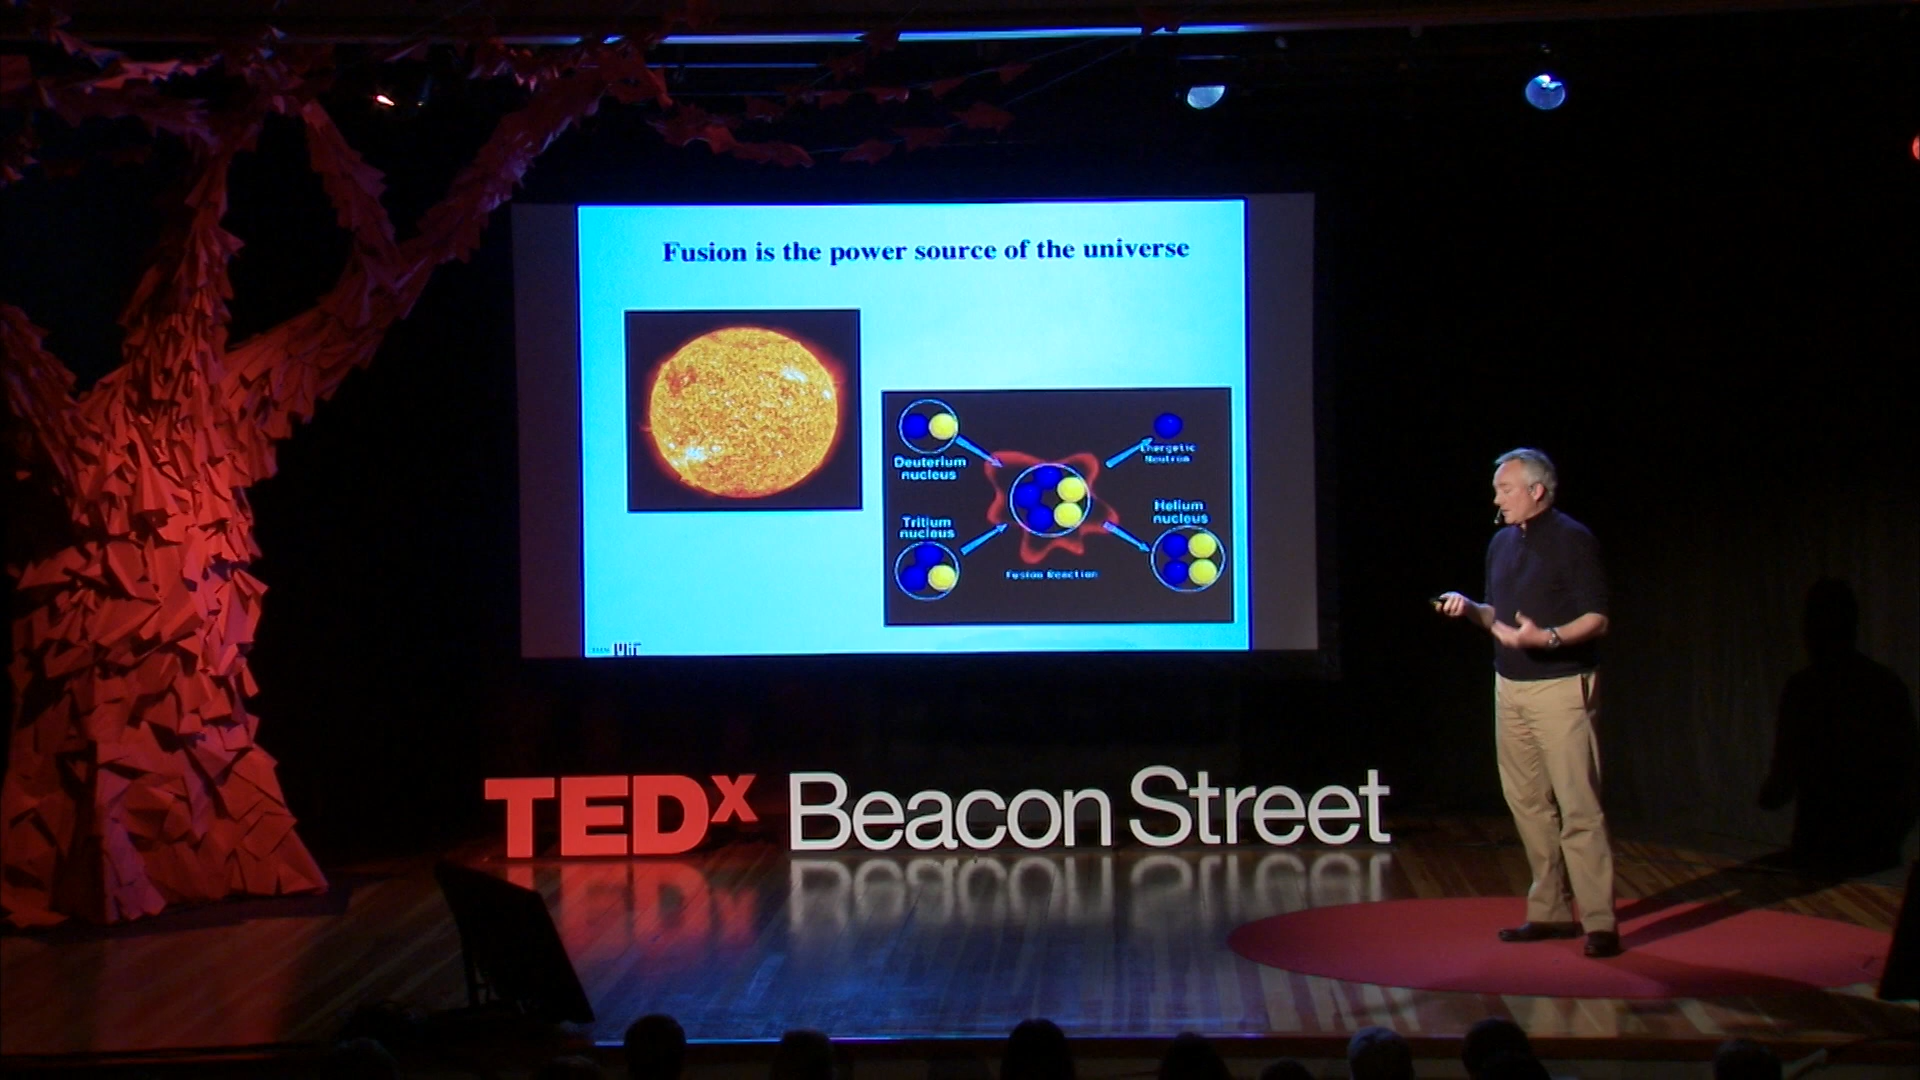 Fusion is the power source of the universe
Deuterium
nucleus
Energetic
Neutron
Tritium
nucleus
Helium
nucleus
Fusion Reaction
MIT
TEDx Beacon Street